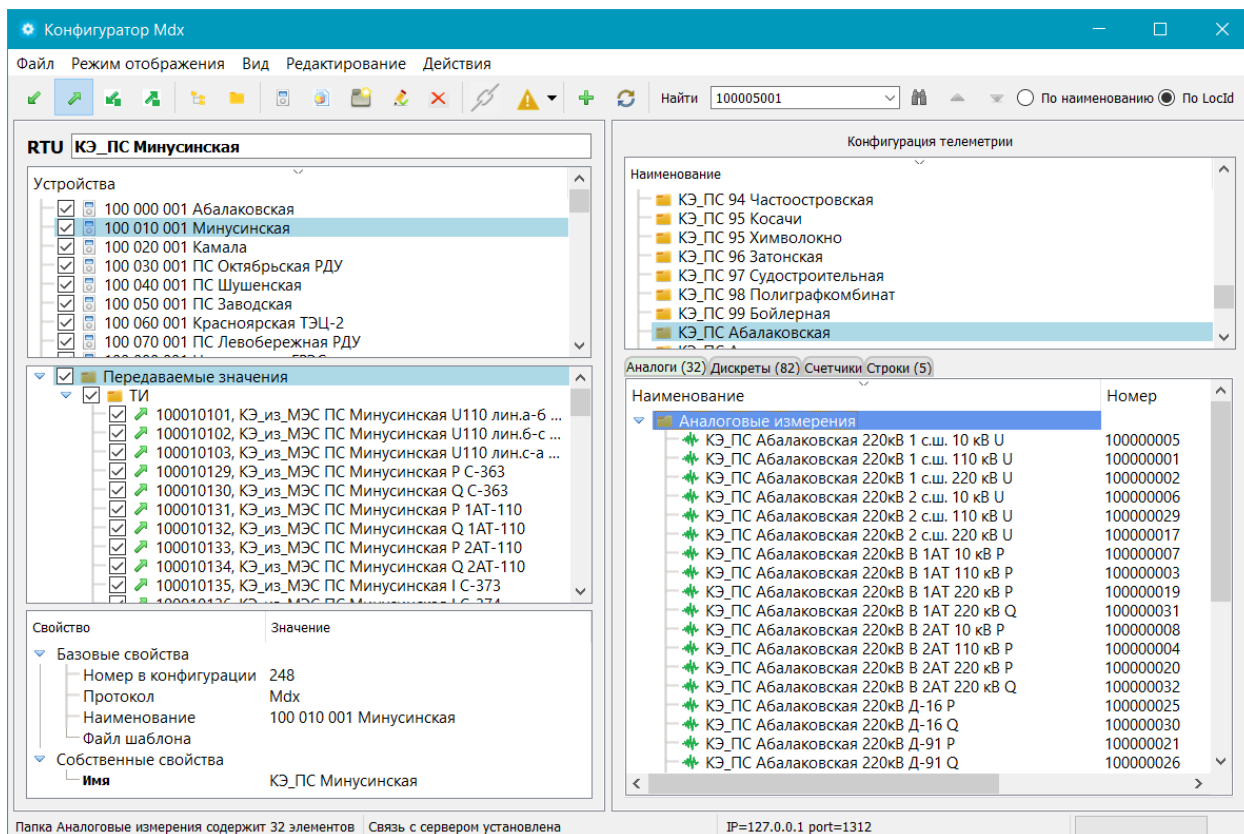 Конфигуратор Mdx
Файл Режим отображения Вид Редактирование Действия
Найти 100005001 По наименованию По LocId
RTU КЭ_ПС Минусинская
Устройства
100 000 001 Абалаковская
100 010 001 Минусинская
100 020 001 Камала
100 030 001 ПС Октябрьская РДУ
100 040 001 ПС Шушенская
100 050 001 ПС Заводская
100 060 001 Красноярская ТЭЦ-2
100 070 001 ПС Левобережная РДУ
Передаваемые значения
ТИ
100010101, КЭ_из_МЭС ПС Минусинская U110 лин.а-б ...
100010102, КЭ_из_МЭС ПС Минусинская U110 лин.б-с ...
100010103, КЭ_из_МЭС ПС Минусинская U110 лин.с-а ...
100010129, КЭ_из_МЭС ПС Минусинская P С-363
100010130, КЭ_из_МЭС ПС Минусинская Q С-363
100010131, КЭ_из_МЭС ПС Минусинская P 1АТ-110
100010132, КЭ_из_МЭС ПС Минусинская Q 1АТ-110
100010133, КЭ_из_МЭС ПС Минусинская P 2АТ-110
100010134, КЭ_из_МЭС ПС Минусинская Q 2АТ-110
100010135, КЭ_из_МЭС ПС Минусинская I С-373
Свойство Значение
Базовые свойства
Номер в конфигурации 248
Протокол Mdx
Наименование 100 010 001 Минусинская
Файл шаблона
Собственные свойства
Имя КЭ_ПС Минусинская
Конфигурация телеметрии
Наименование
КЭ_ПС 94 Частоостровская
КЭ_ПС 95 Косачи
КЭ_ПС 95 Химволокно
КЭ_ПС 96 Затонская
КЭ_ПС 97 Судостроительная
КЭ_ПС 98 Полиграфкомбинат
КЭ_ПС 99 Бойлерная
КЭ_ПС Абалаковская
Аналоги (32) Дискреты (82) Счетчики Строки (5)
Наименование Номер
Аналоговые измерения
КЭ_ПС Абалаковская 220кВ 1 с.ш. 10 кВ U 100000005
КЭ_ПС Абалаковская 220кВ 1 с.ш. 110 кВ U 100000001
КЭ_ПС Абалаковская 220кВ 1 с.ш. 220 кВ U 100000002
КЭ_ПС Абалаковская 220кВ 2 с.ш. 10 кВ U 100000006
КЭ_ПС Абалаковская 220кВ 2 с.ш. 110 кВ U 100000029
КЭ_ПС Абалаковская 220кВ 2 с.ш. 220 кВ U 100000017
КЭ_ПС Абалаковская 220кВ В 1АТ 10 кВ P 100000007
КЭ_ПС Абалаковская 220кВ В 1АТ 110 кВ P 100000003
КЭ_ПС Абалаковская 220кВ В 1АТ 220 кВ P 100000019
КЭ_ПС Абалаковская 220кВ В 1АТ 220 кВ Q 100000031
КЭ_ПС Абалаковская 220кВ В 2АТ 10 кВ P 100000008
КЭ_ПС Абалаковская 220кВ В 2АТ 110 кВ P 100000004
КЭ_ПС Абалаковская 220кВ В 2АТ 220 кВ P 100000020
КЭ_ПС Абалаковская 220кВ В 2АТ 220 кВ Q 100000032
КЭ_ПС Абалаковская 220кВ Д-16 P 100000025
КЭ_ПС Абалаковская 220кВ Д-16 Q 100000030
КЭ_ПС Абалаковская 220кВ Д-91 P 100000021
КЭ_ПС Абалаковская 220кВ Д-91 Q 100000026
Папка Аналоговые измерения содержит 32 элементов Связь с сервером установлена IP=127.0.0.1 port=1312